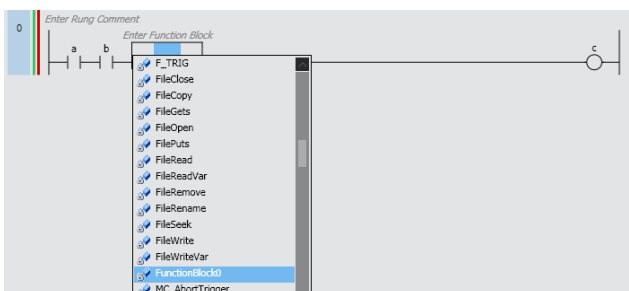 Enter Rung Comment
0
Enter Function Block
a b c
F_TRIG
FileClose
FileCopy
FileGets
FileOpen
FilePuts
FileRead
FileReadVar
FileRemove
FileRename
FileSeek
FileWrite
FileWriteVar
FunctionBlock0
MC_AbortTrigger